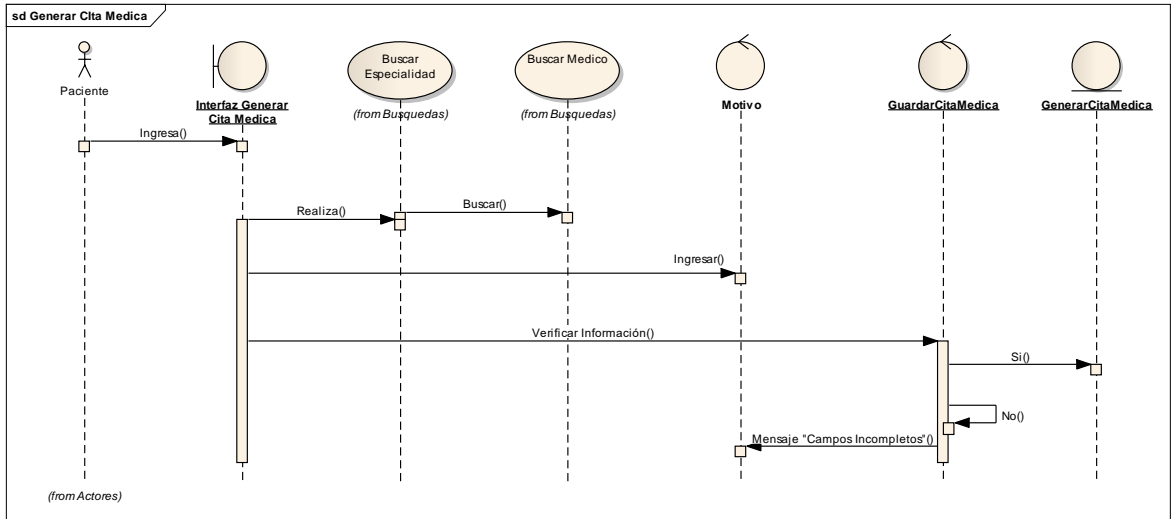 sd Generar CIta Medica
Paciente
Interfaz Generar
Cita Medica
Buscar
Especialidad
(from Busquedas)
Buscar Medico
(from Busquedas)
Motivo
GuardarCitaMedica
GenerarCitaMedica
Ingresa()
Realiza()
Buscar()
Ingresar()
Verificar Información()
Si()
No()
Mensaje "Campos Incompletos"()
(from Actores)